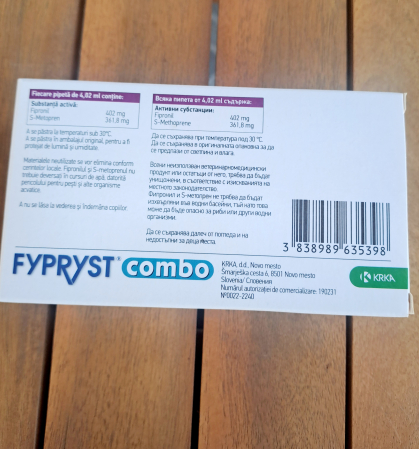 Fiecare pipetă de 4,02 ml conține:
Substanță activă:
Fipronil 402 mg
S-Metopren 361,8 mg
A se păstra la temperaturi sub 30°C.
A se păstra în ambalajul original, pentru a fi
protejat de lumină și umiditate.
Materialele neutilizate se vor elimina conform
cerințelor locale. Fipronilul și S-metoprenul nu
trebuie deversați în cursuri de apă, datorită
pericolului pentru pești și alte organisme
acvatice.
A nu se lăsa la vederea și îndemâna copiilor.
Всяка пипета от 4,02 ml съдържа:
Активни субстанции:
Fipronil 402 mg
S-Methoprene 361,8 mg
Да се съхранява при температура под 30 °C
Да се съхранява в оригиналната опаковка за да
се предпази от светлина и влага.
Всеки неизползван ветеринарномедицински
продукт или остатъци от него, трябва да бъдат
унищожени, в съответствие с изискванията на
местното законодателство.
Фипронил и S-метопрен не трябва да бъдат
изхвърляни във водни басейни, тъй като това
може да бъде опасно за риби или други водни
организми.
Да се съхранява далеч от погледа и на
недостъпни за деца места.
3 838989 635398
FYPRYST combo
KRKA, d.d., Novo mesto
Šmarješka cesta 6, 8501 Novo mesto
Slovenia/ Словения
Numărul autorizației de comercializare: 190231
№0022-2240
KRKA